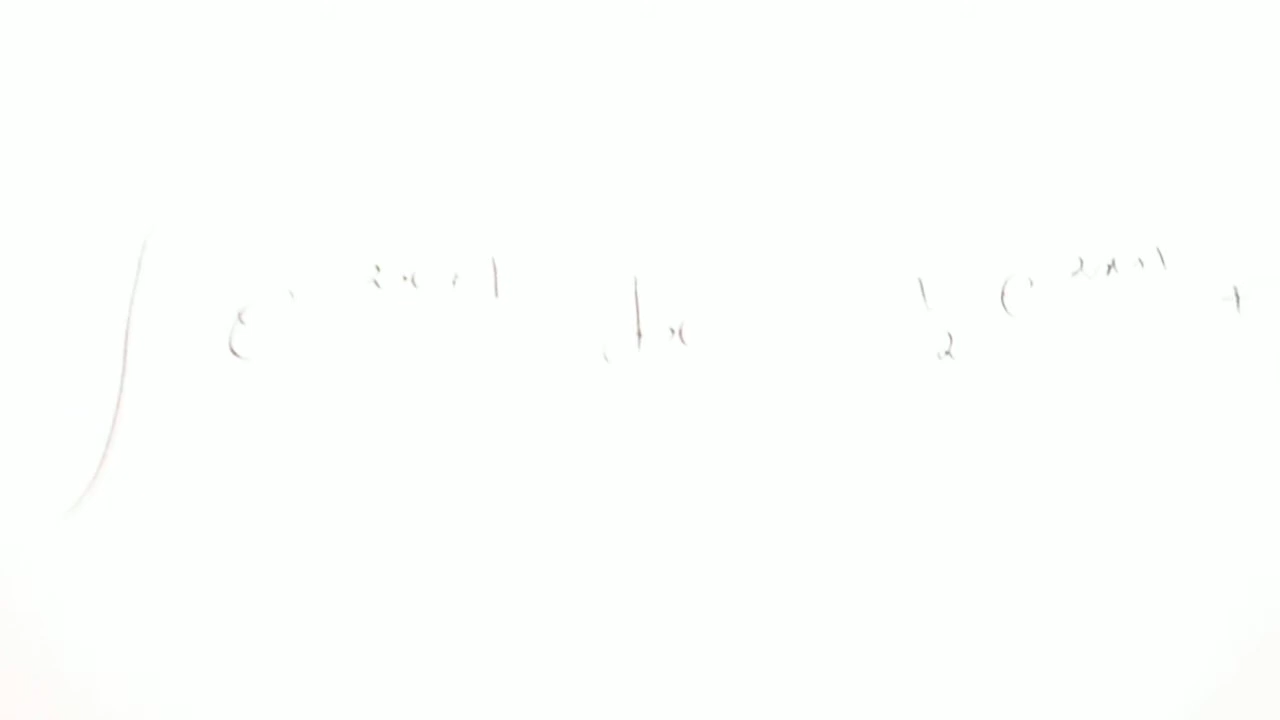 ∫ e^{2x+1} dx  1/2 e^{2x+1} +